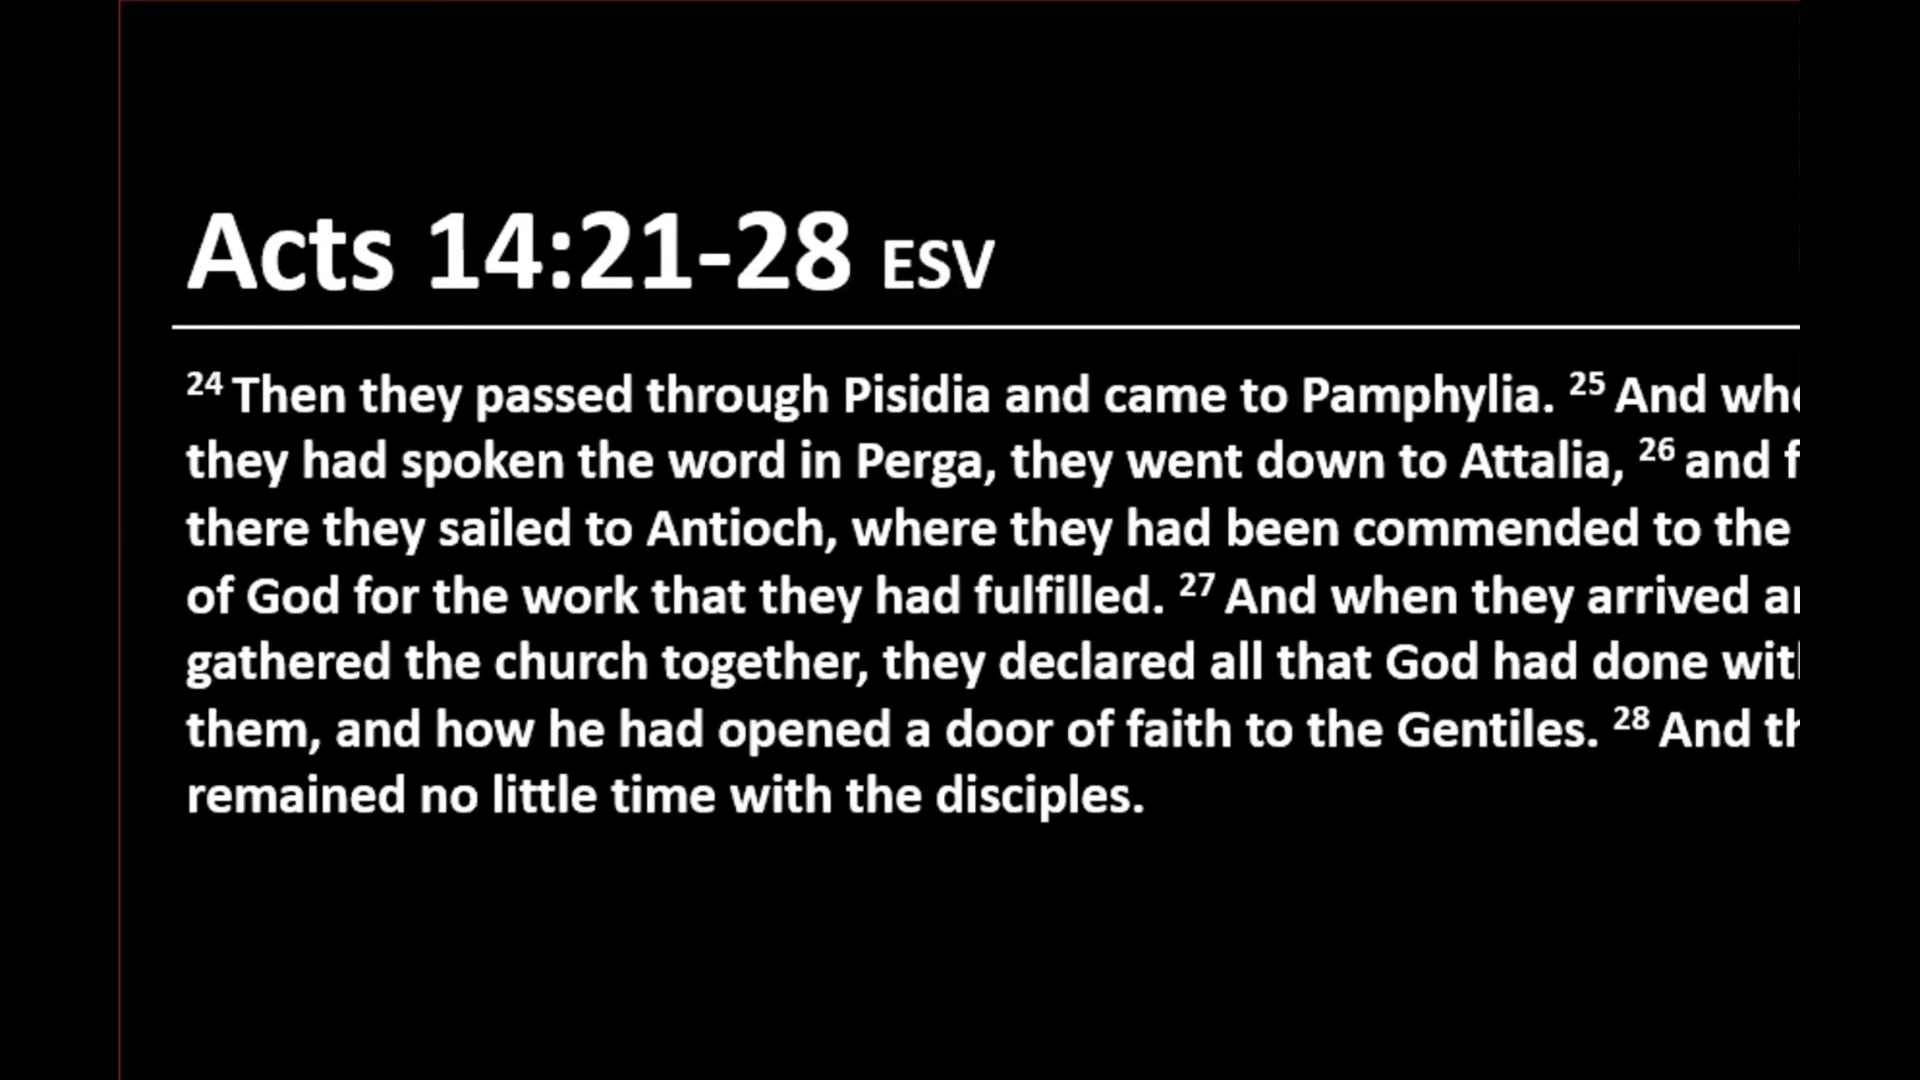 Acts 14:21-28 ESV
24 Then they passed through Pisidia and came to Pamphylia. 25 And
they had spoken the word in Perga, they went down to Attalia, 26 and
there they sailed to Antioch, where they had been commended to the
of God for the work that they had fulfilled. 27 And when they arrived
gathered the church together, they declared all that God had done
them, and how he had opened a door of faith to the Gentiles. 28 And
remained no little time with the disciples.